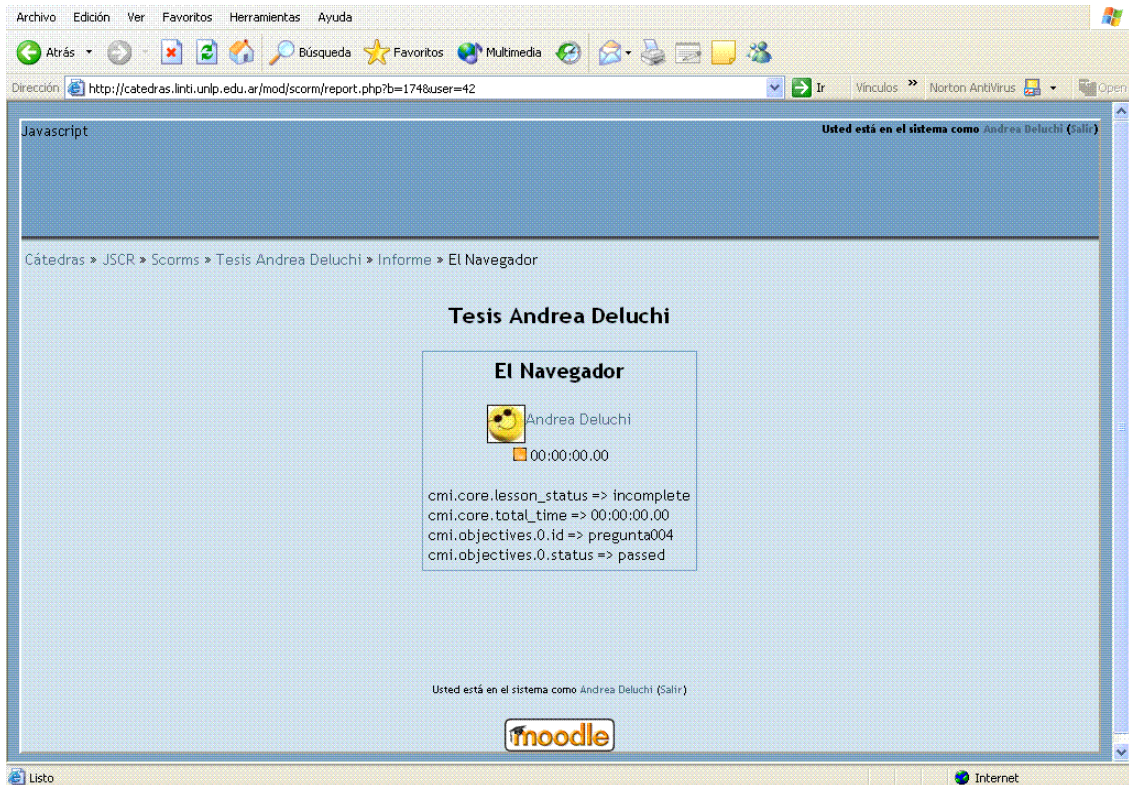 Archivo Edición Ver Favoritos Herramientas Ayuda
Atrás Búsqueda Favoritos Multimedia
Dirección http://catedras.linti.unlp.edu.ar/mod/scorm/report.php?b=174&user=42 Ir Vínculos » Norton AntiVirus Open
Javascript Usted está en el sistema como Andrea Deluchi (Salir)
Cátedras » JSCR » Scorms » Tesis Andrea Deluchi » Informe » El Navegador
Tesis Andrea Deluchi
El Navegador
Andrea Deluchi
00:00:00.00
cmi.core.lesson_status => incomplete
cmi.core.total_time => 00:00:00.00
cmi.objectives.0.id => pregunta004
cmi.objectives.0.status => passed
Usted está en el sistema como Andrea Deluchi (Salir)
moodle
Listo Internet